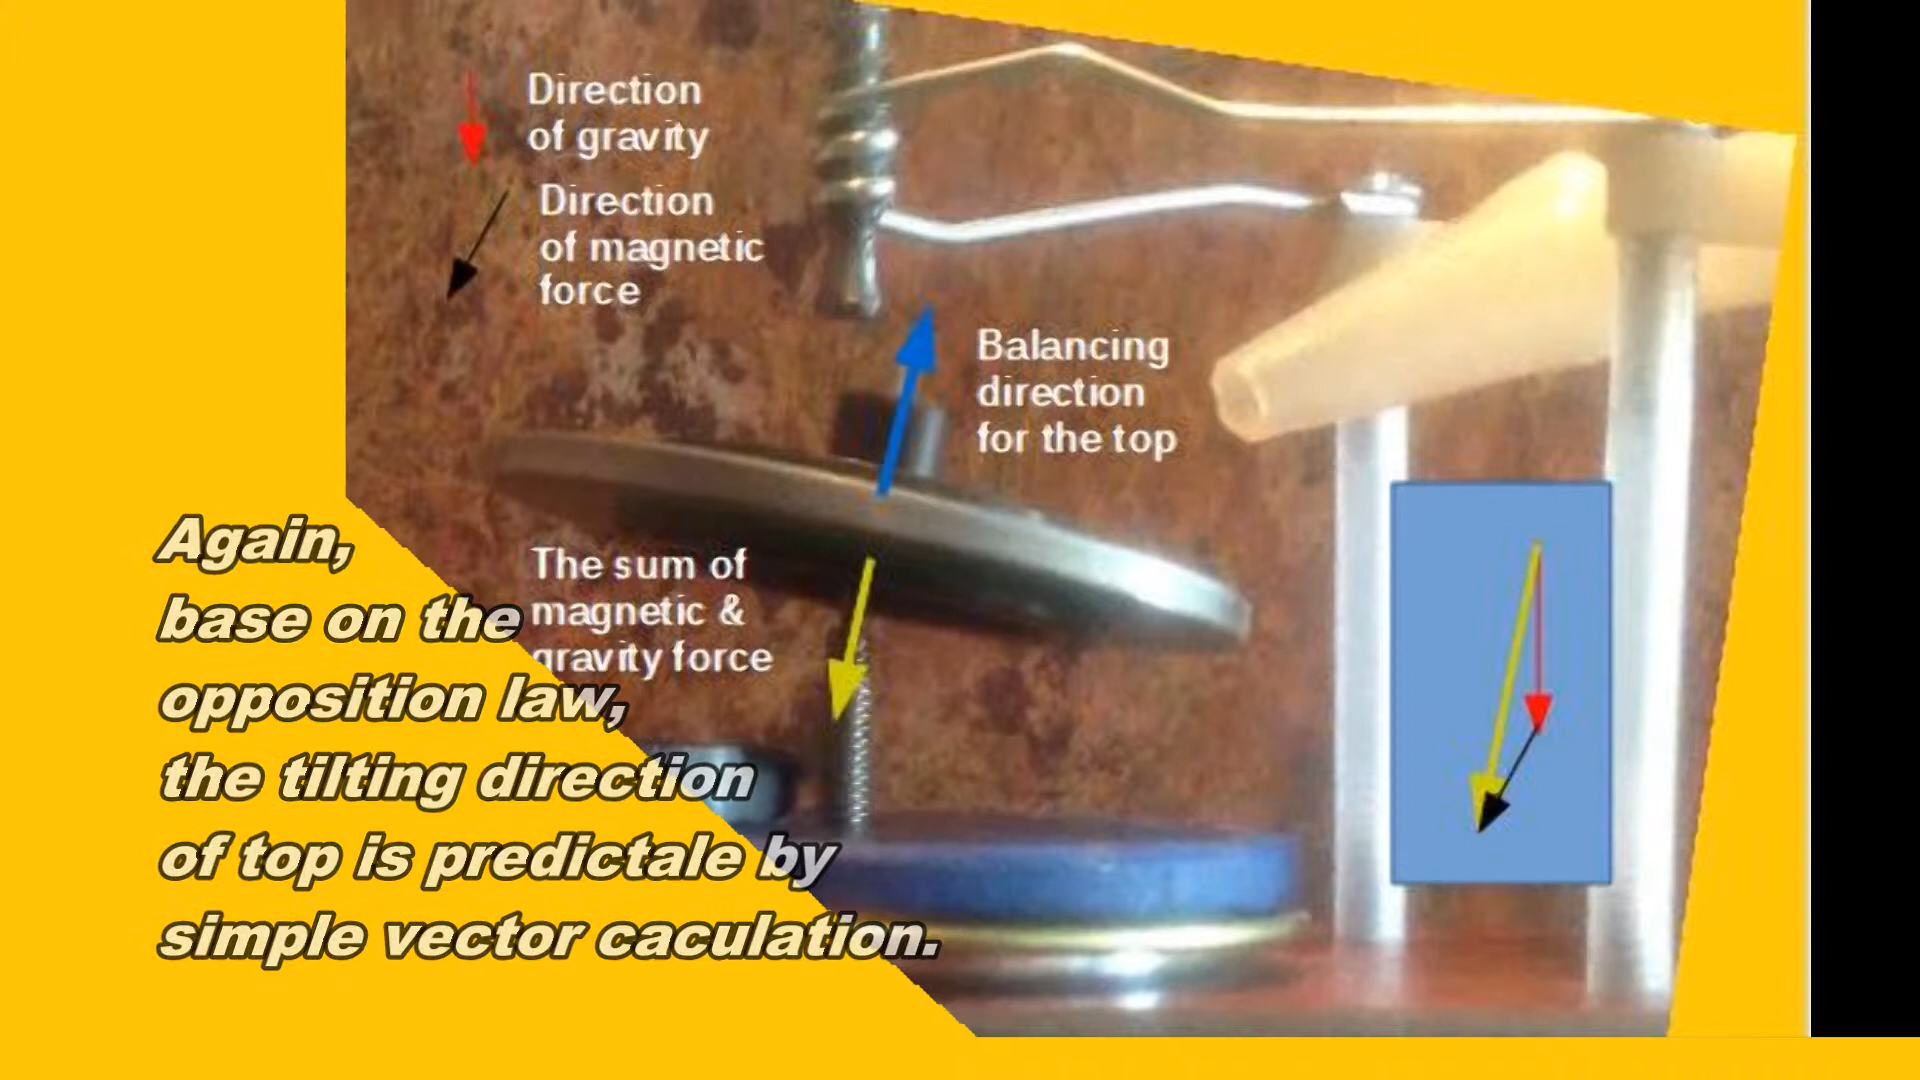 Direction
of gravity
Direction
of magnetic
force
Balancing
direction
for the top
The sum of
magnetic &
gravity force
Again,
base on the
opposition law,
the tilting direction
of top is predictale by
simple vector caculation.